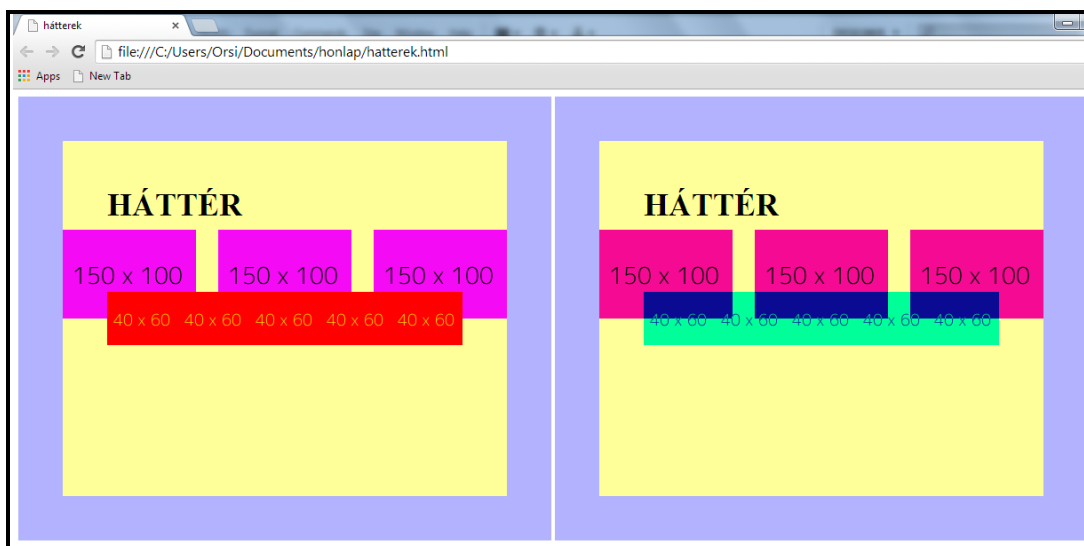 hátterek
file:///C:/Users/Orsi/Documents/honlap/hatterek.html
Apps New Tab
HÁTTÉR
150 x 100 150 x 100 150 x 100
40 x 60 40 x 60 40 x 60 40 x 60 40 x 60
HÁTTÉR
150 x 100 150 x 100 150 x 100
40 x 60 40 x 60 40 x 60 40 x 60 40 x 60